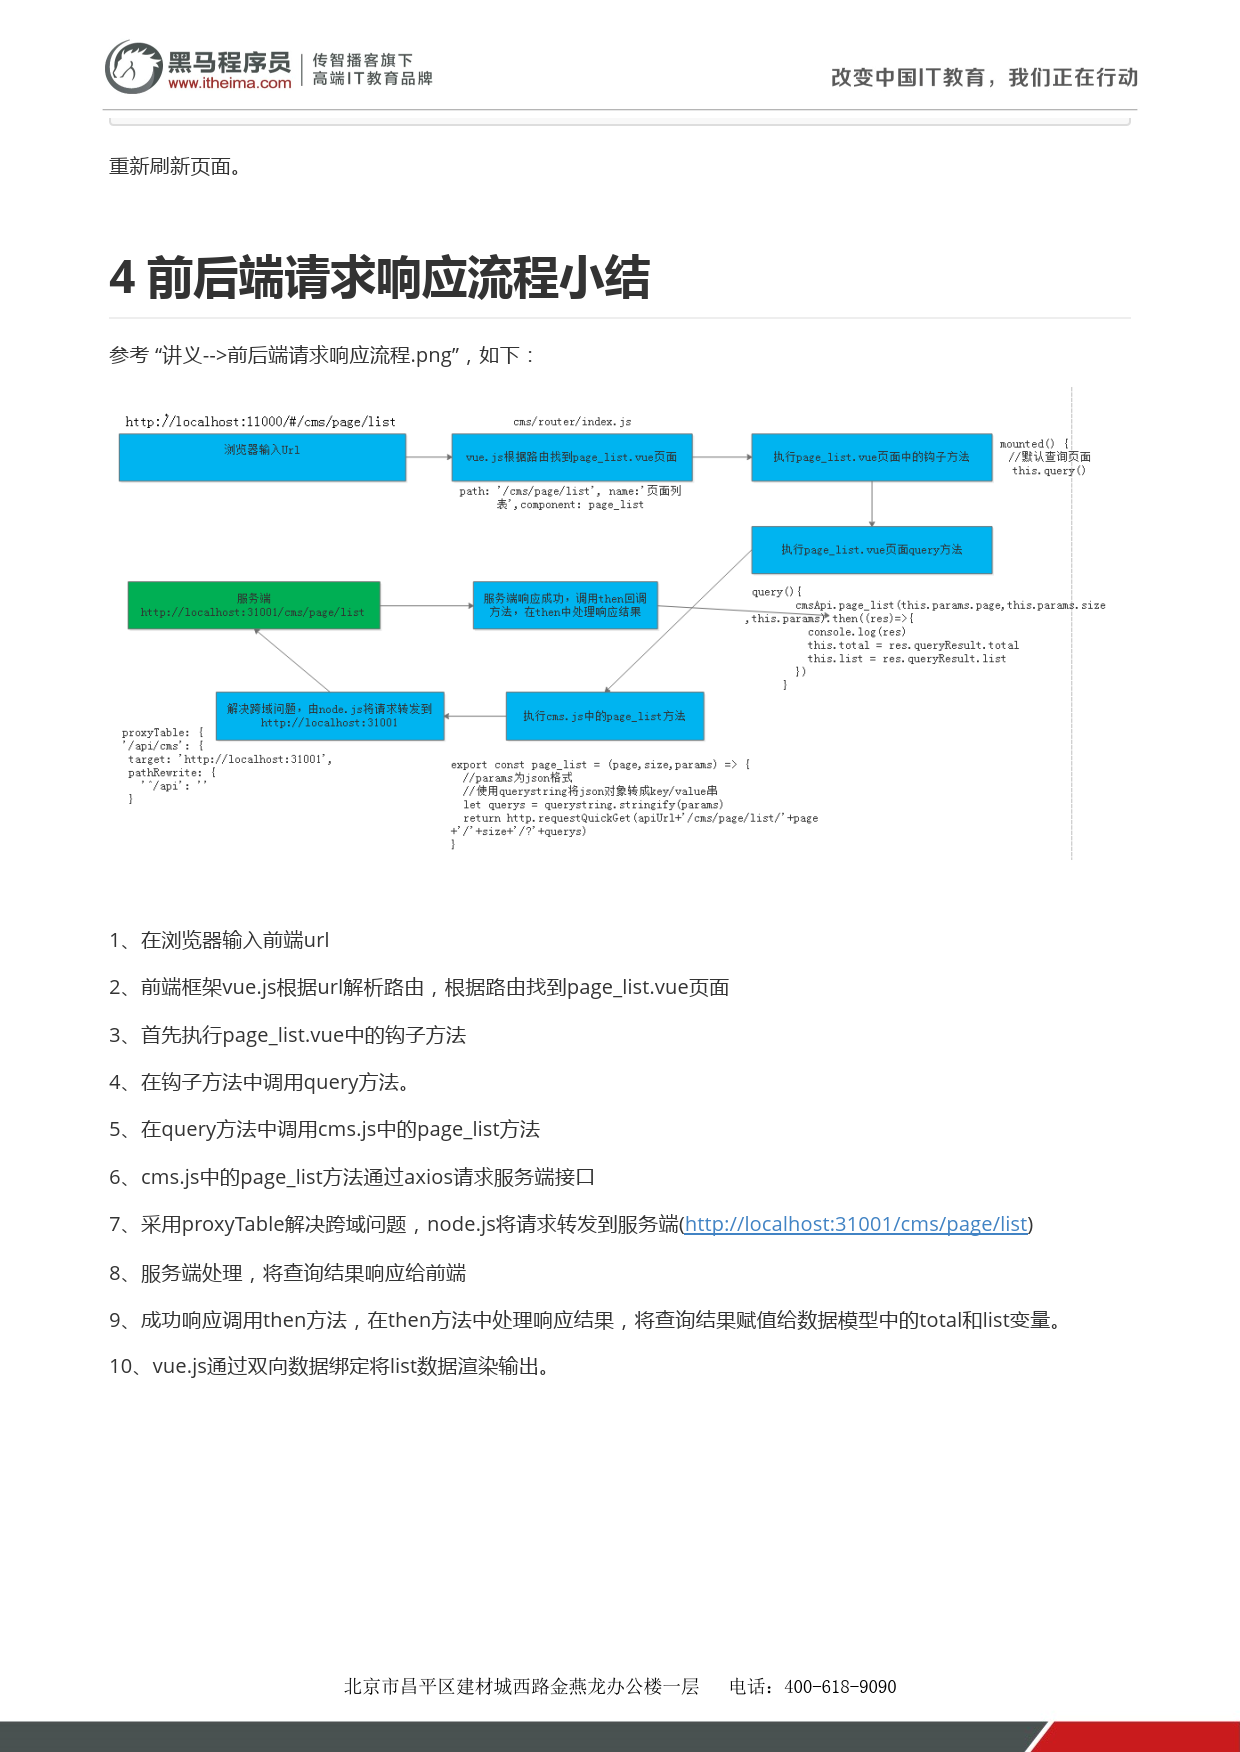 黑马程序员
www.itheima.com
传智播客旗下
高端IT教育品牌
改变中国IT教育，我们正在行动
重新刷新页面。
4 前后端请求响应流程小结
参考 “讲义-->前后端请求响应流程.png”，如下：
http://localhost:11000/#/cms/page/list
浏览器输入Url
cms/router/index.js
vue.js根据路由找到page_list.vue页面
path: '/cms/page/list', name:'页面列
表',component: page_list
执行page_list.vue页面中的钩子方法
mounted() {
//默认查询页面
this.query()
执行page_list.vue页面query方法
query(){
cmsApi.page_list(this.params.page,this.params.size
,this.params).then((res)=>{
console.log(res)
this.total = res.queryResult.total
this.list = res.queryResult.list
})
}
服务端
http://localhost:31001/cms/page/list
服务端响应成功，调用then回调
方法，在then中处理响应结果
解决跨域问题，由node.js将请求转发到
http://localhost:31001
执行cms.js中的page_list方法
proxyTable: {
'/api/cms': {
target: 'http://localhost:31001',
pathRewrite: {
'^/api': ''
}
export const page_list = (page,size,params) => {
//params为json格式
//使用querystring将json对象转成key/value串
let querys = querystring.stringify(params)
return http.requestQuickGet(apiUrl+'/cms/page/list/'+page
+'/'+size+'/?'+querys)
}
1、在浏览器输入前端url
2、前端框架vue.js根据url解析路由，根据路由找到page_list.vue页面
3、首先执行page_list.vue中的钩子方法
4、在钩子方法中调用query方法。
5、在query方法中调用cms.js中的page_list方法
6、cms.js中的page_list方法通过axios请求服务端接口
7、采用proxyTable解决跨域问题，node.js将请求转发到服务端(http://localhost:31001/cms/page/list)
8、服务端处理，将查询结果响应给前端
9、成功响应调用then方法，在then方法中处理响应结果，将查询结果赋值给数据模型中的total和list变量。
10、vue.js通过双向数据绑定将list数据渲染输出。
北京市昌平区建材城西路金燕龙办公楼一层 电话：400-618-9090